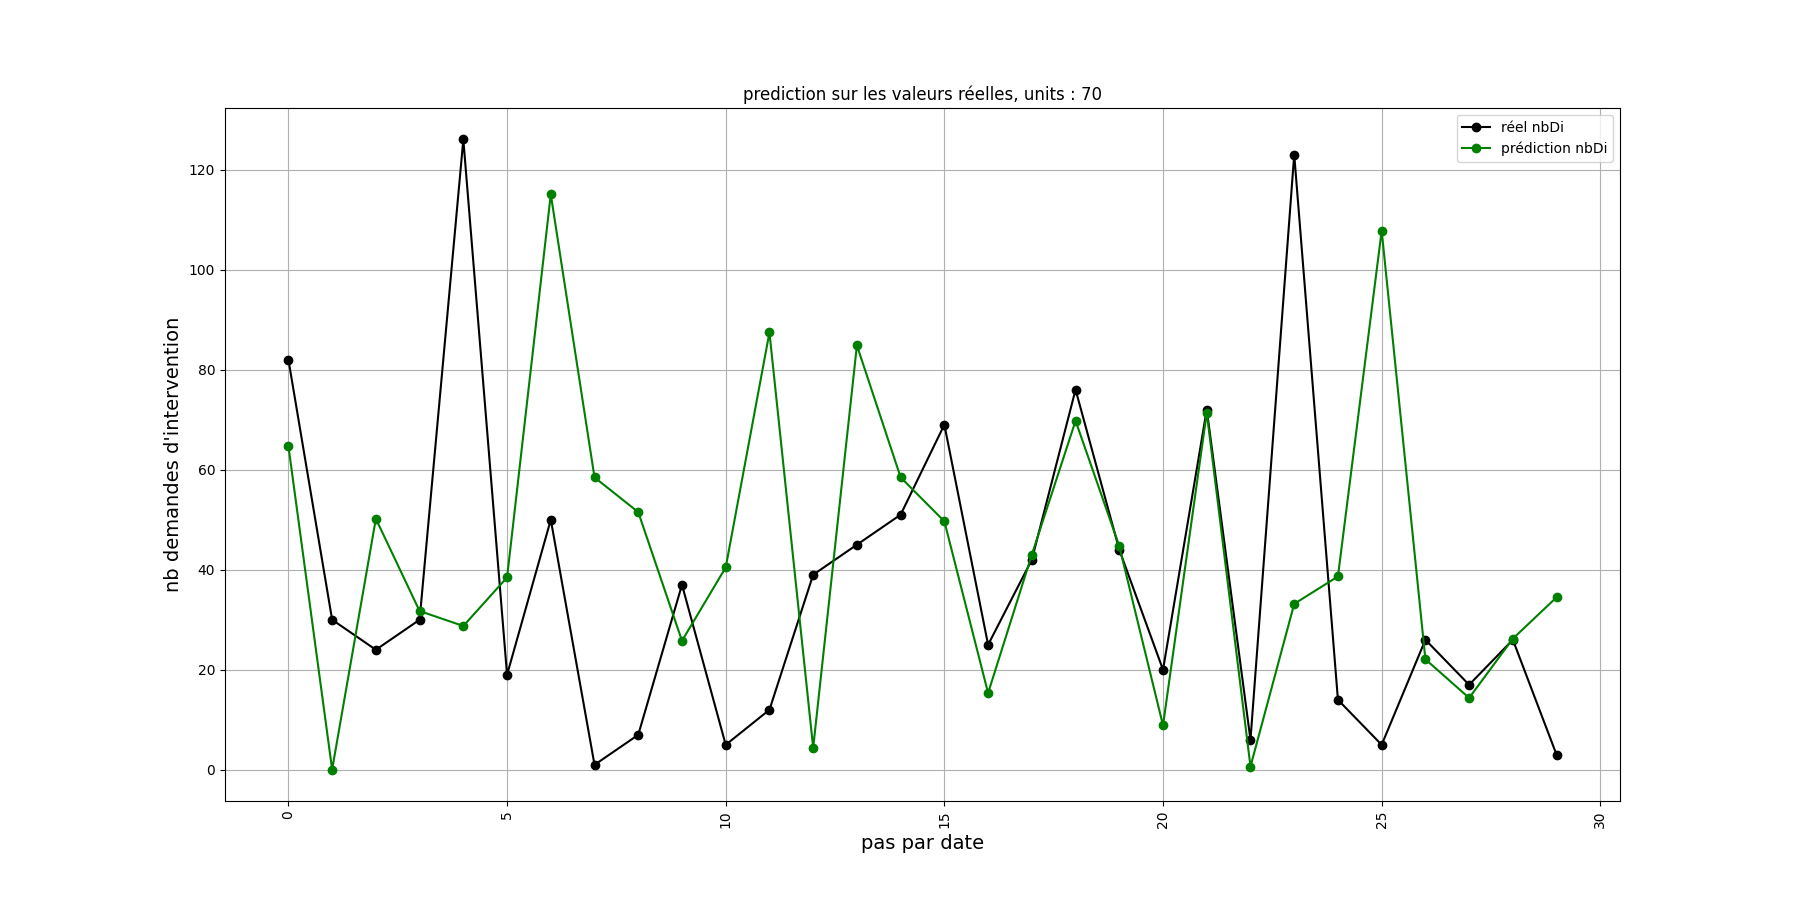 prediction sur les valeurs réelles, units : 70
réel nbDi
prédiction nbDi
nb demandes d'intervention
120
100
80
60
40
20
0
0
5
10
15
20
25
30
pas par date